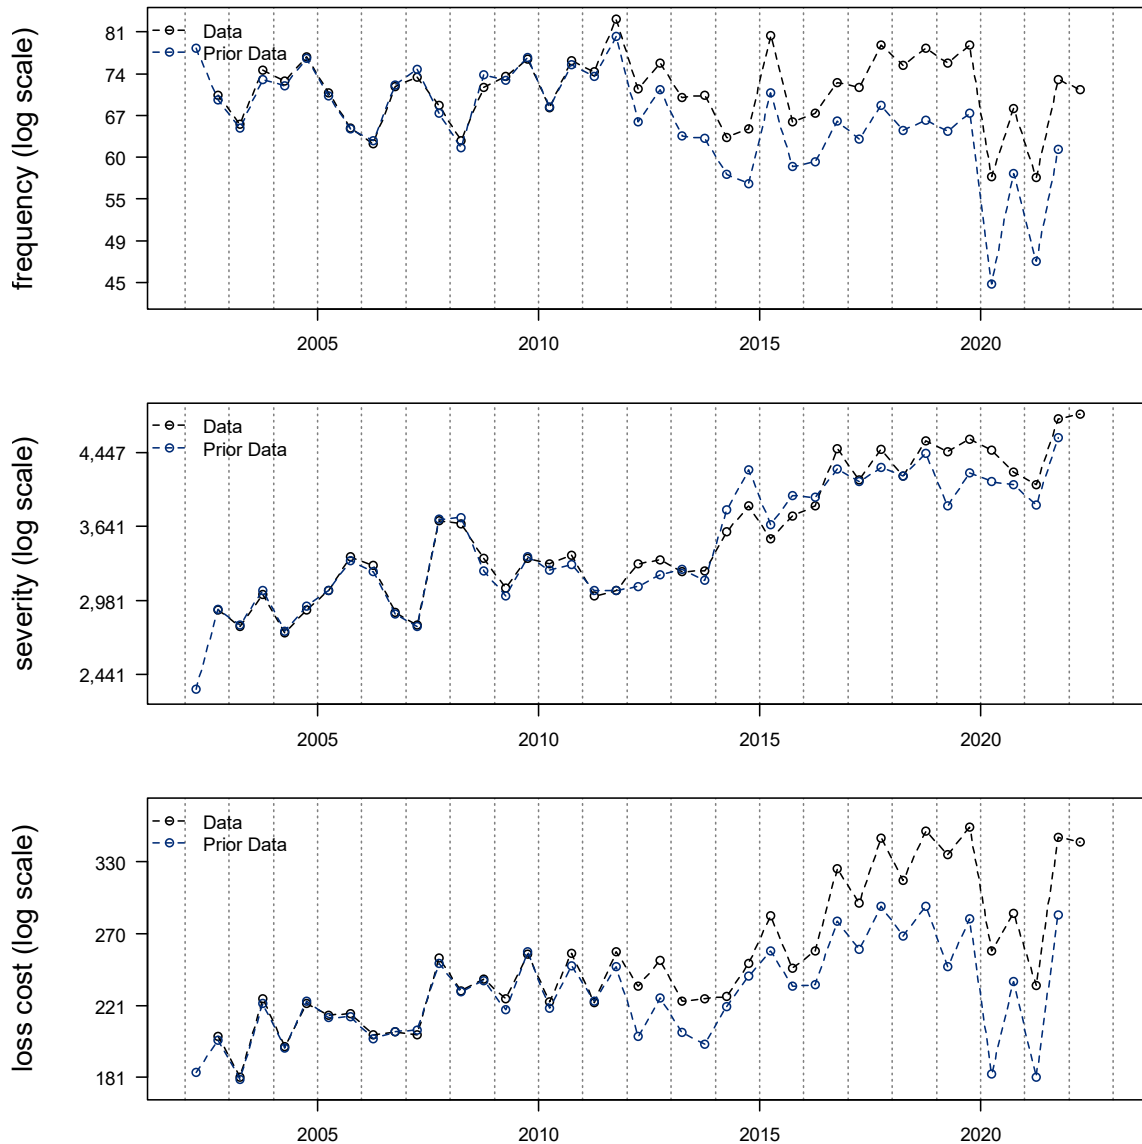 frequency (log scale)
81
74
67
60
55
49
45
Data
Prior Data
2005 2010 2015 2020
severity (log scale)
4,447
3,641
2,981
2,441
Data
Prior Data
2005 2010 2015 2020
loss cost (log scale)
330
270
221
181
Data
Prior Data
2005 2010 2015 2020